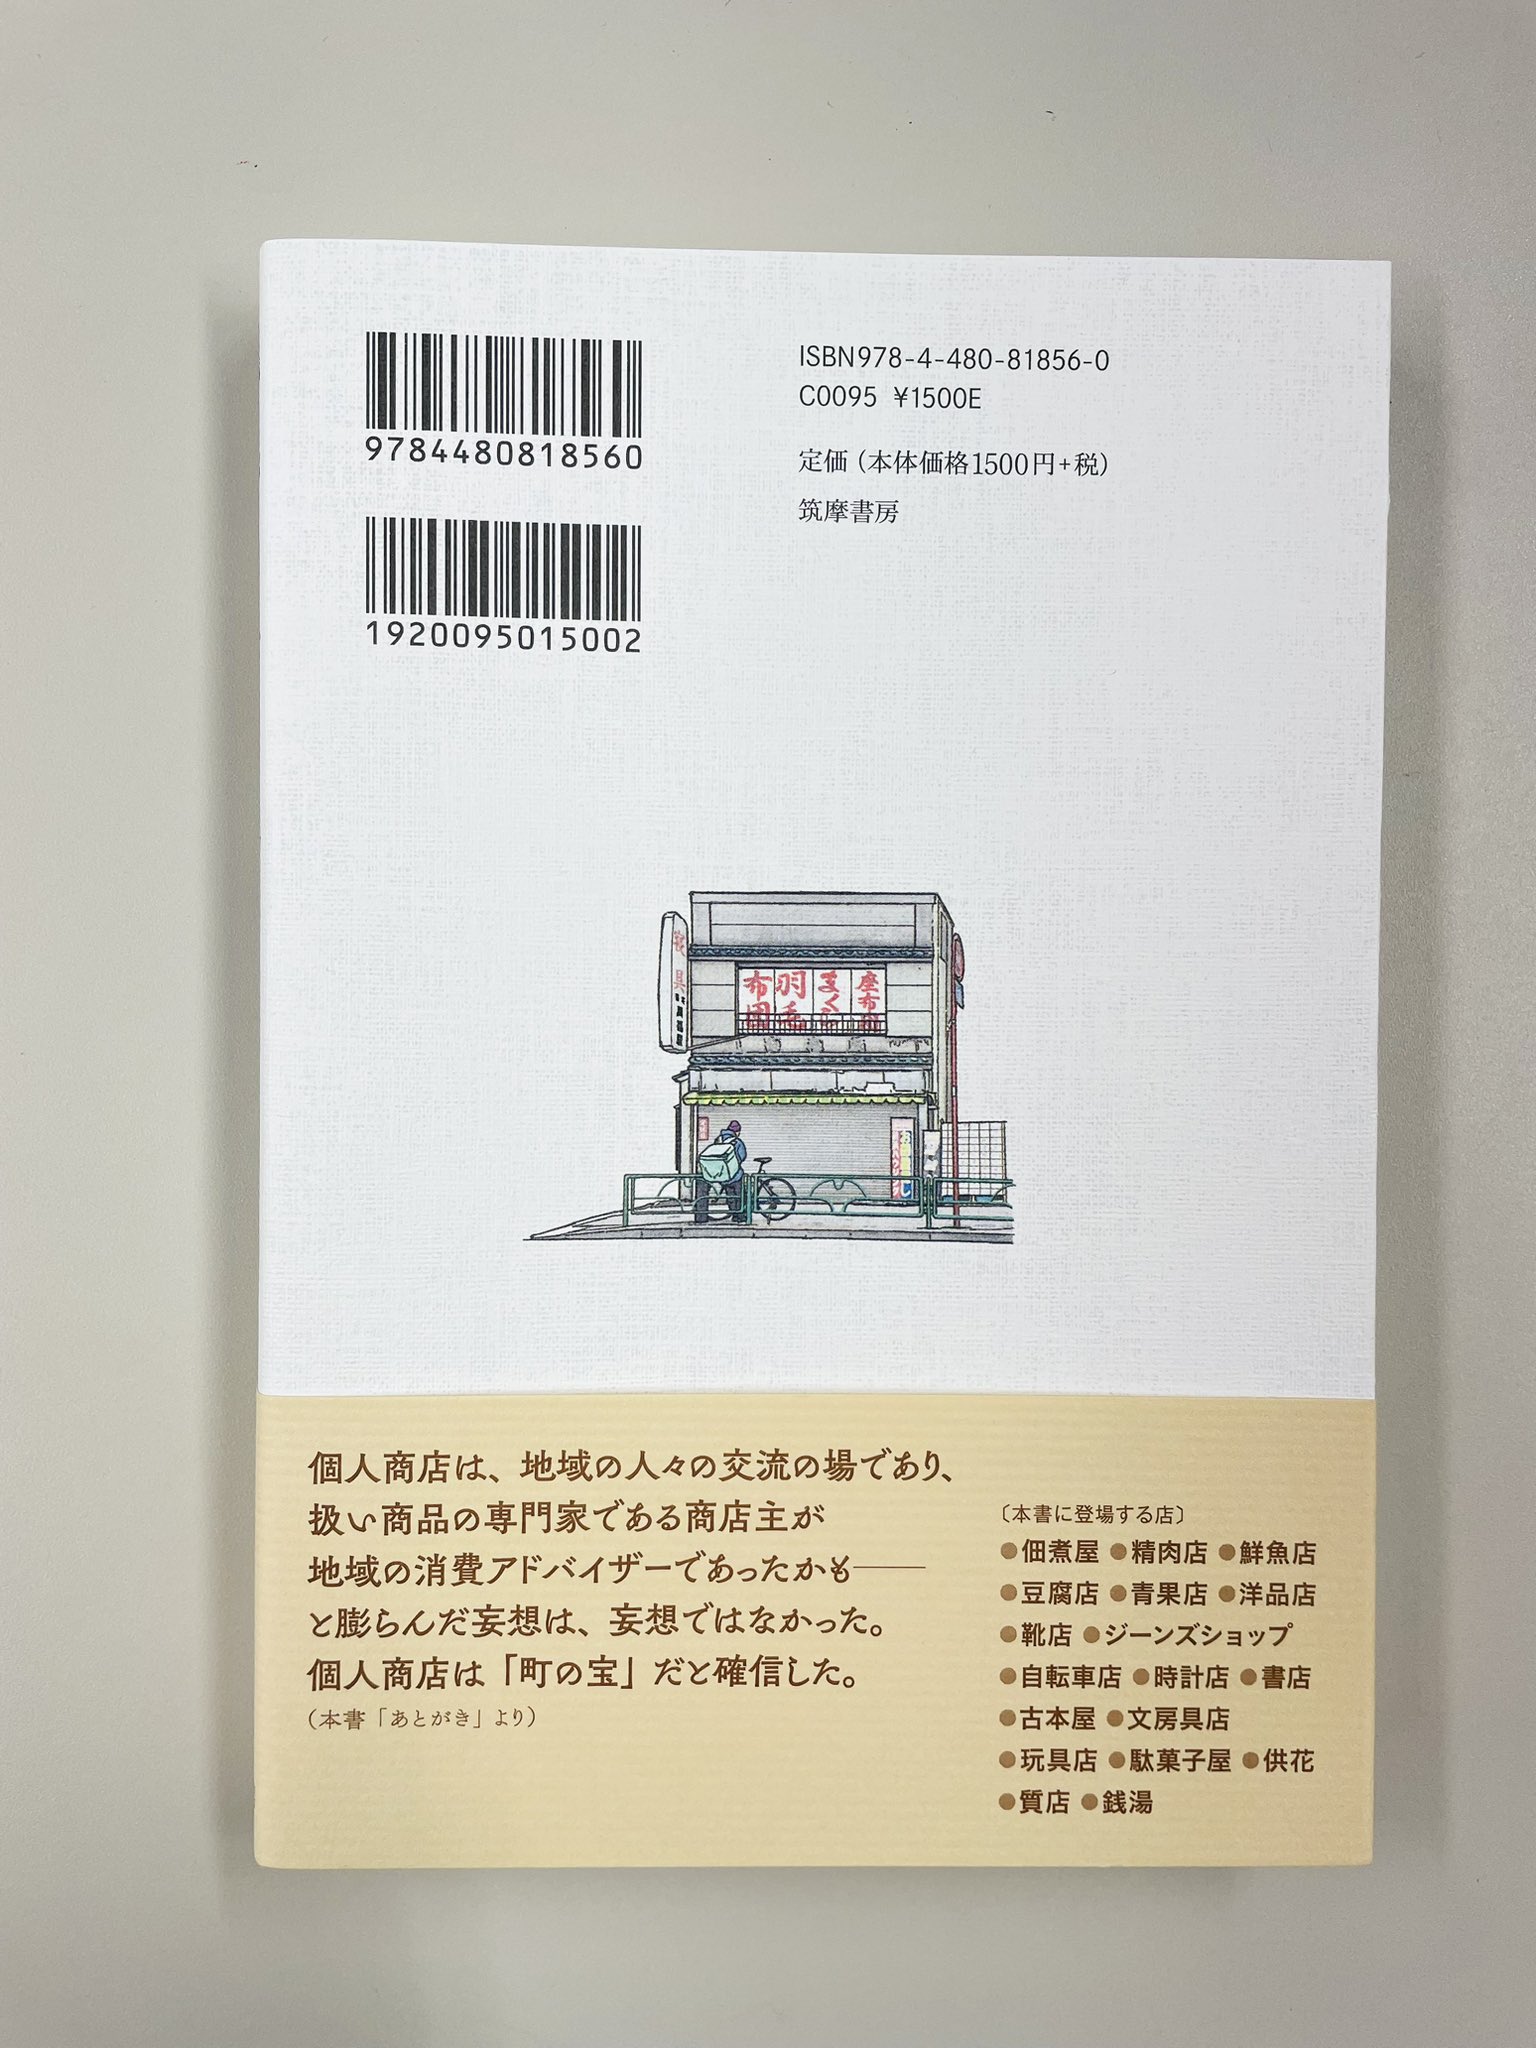 9784480818560
1920095015002
ISBN978-4-480-81856-0
C0095 ¥1500E
定価（本体価格1500円+税）
筑摩書房
寝具
布団
羽毛
まくら
座布団
個人商店は、地域の人々の交流の場であり、
扱い商品の専門家である商店主が
地域の消費アドバイザーであったかも──
と膨らんだ妄想は、妄想ではなかった。
個人商店は「町の宝」だと確信した。
（本書「あとがき」より）
〔本書に登場する店〕
●佃煮屋 ●精肉店 ●鮮魚店
●豆腐店 ●青果店 ●洋品店
●靴店 ●ジーンズショップ
●自転車店 ●時計店 ●書店
●古本屋 ●文房具店
●玩具店 ●駄菓子屋 ●供花
●質店 ●銭湯